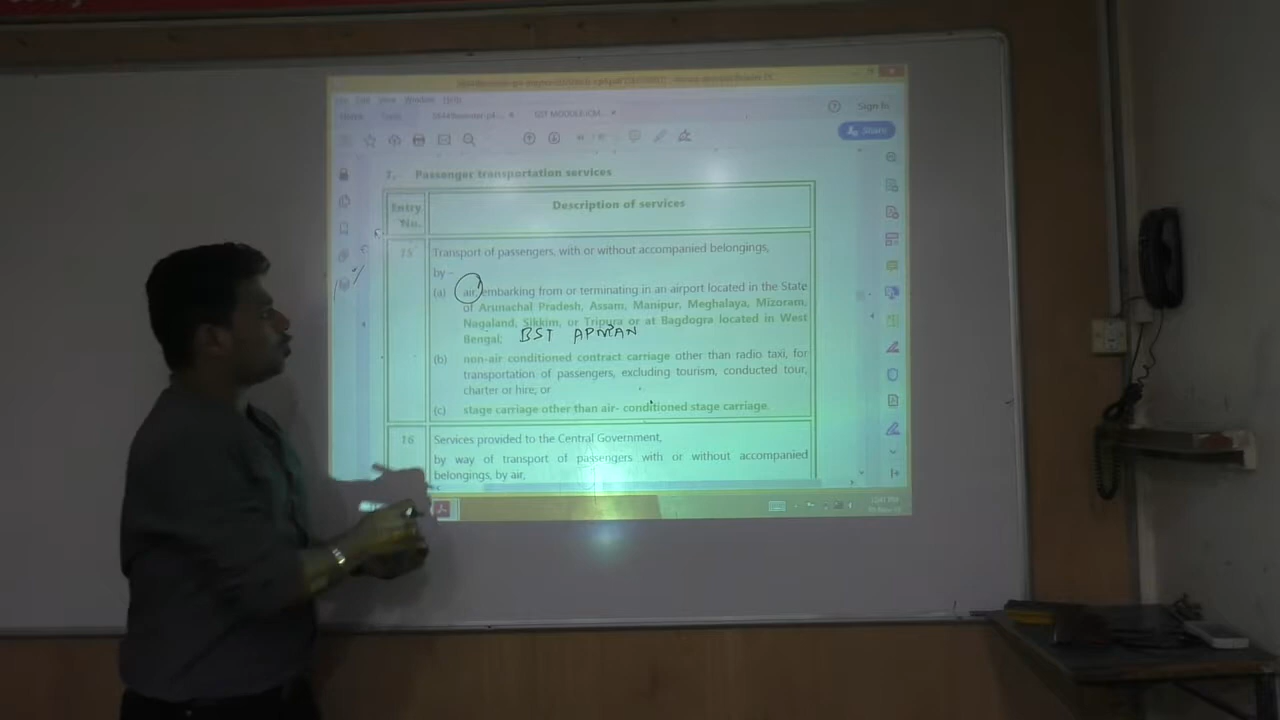 Window Help
Sign In
Share
Passenger transportation services
Entry No.
Description of services
15
Transport of passengers, with or without accompanied belongings,
by –
(a) air, embarking from or terminating in an airport located in the State
of Arunachal Pradesh, Assam, Manipur, Meghalaya, Mizoram,
Nagaland, Sikkim, or Tripura or at Bagdogra located in West
Bengal;
(b) non-air conditioned contract carriage other than radio taxi, for
transportation of passengers, excluding tourism, conducted tour,
charter or hire; or
(c) stage carriage other than air- conditioned stage carriage.
16
Services provided to the Central Government,
by way of transport of passengers with or without accompanied
belongings, by air,